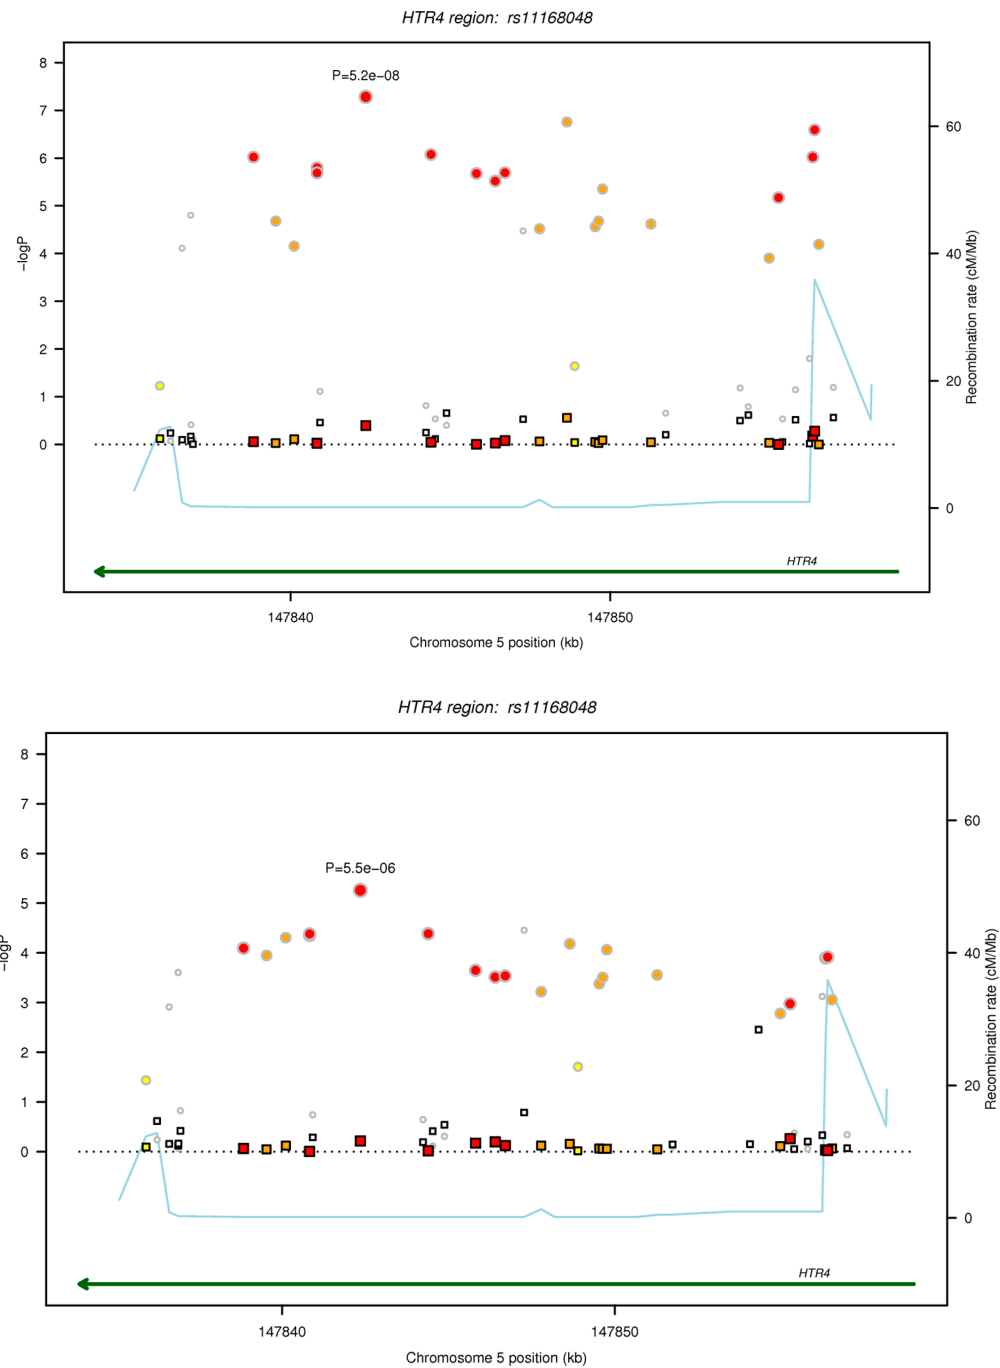 HTR4 region: rs11168048
P=5.2e−08
8
7
6
5
4
3
2
1
0
−logP
60
40
20
0
Recombination rate (cM/Mb)
HTR4
147840
147850
Chromosome 5 position (kb)
HTR4 region: rs11168048
P=5.5e−06
8
7
6
5
4
3
2
1
0
−logP
60
40
20
0
Recombination rate (cM/Mb)
HTR4
147840
147850
Chromosome 5 position (kb)